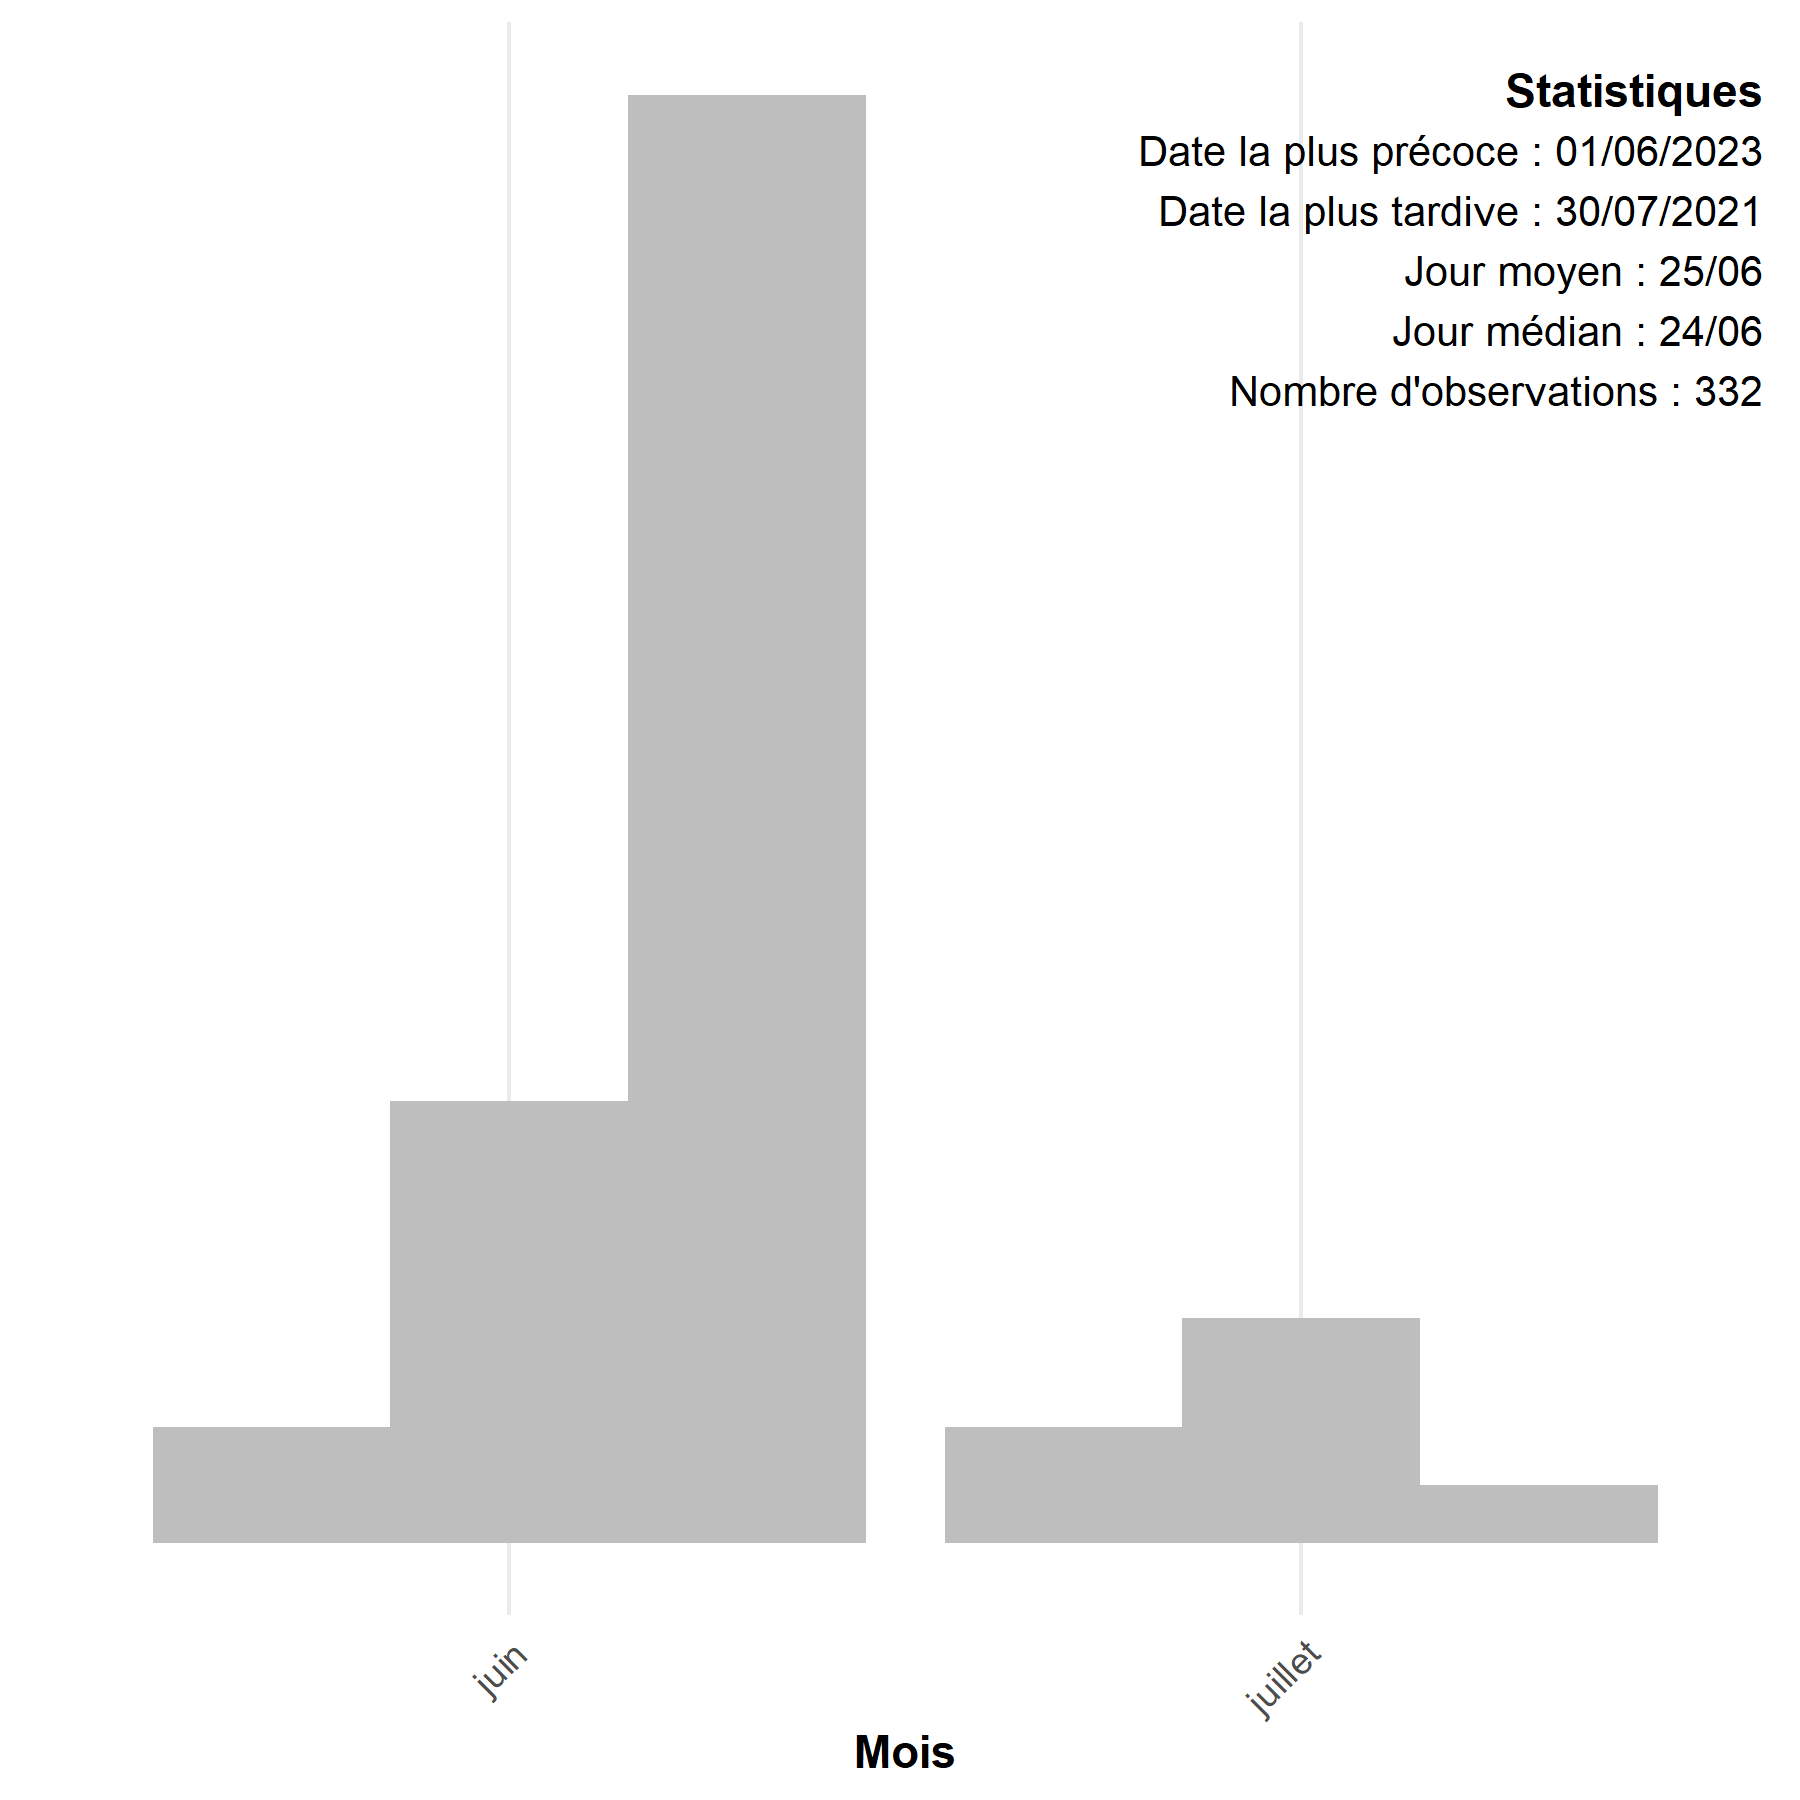 Statistiques
Date la plus précoce : 01/06/2023
Date la plus tardive : 30/07/2021
Jour moyen : 25/06
Jour médian : 24/06
Nombre d'observations : 332
juin
juillet
Mois